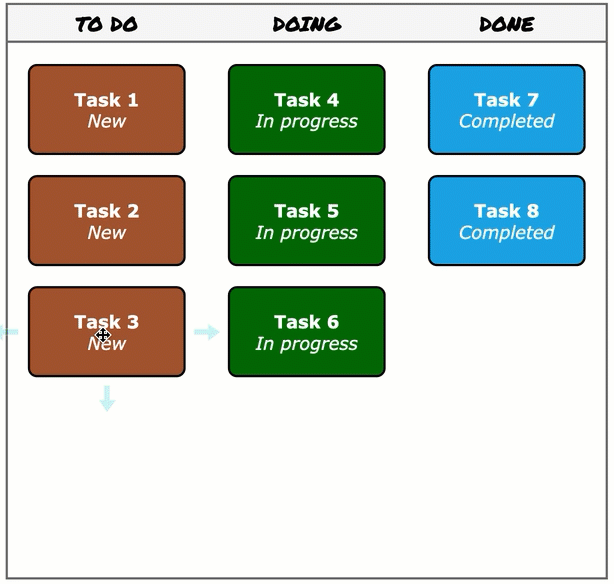 TO DO
DOING
DONE
Task 1
New
Task 4
In progress
Task 7
Completed
Task 2
New
Task 5
In progress
Task 8
Completed
Task 3
New
Task 6
In progress